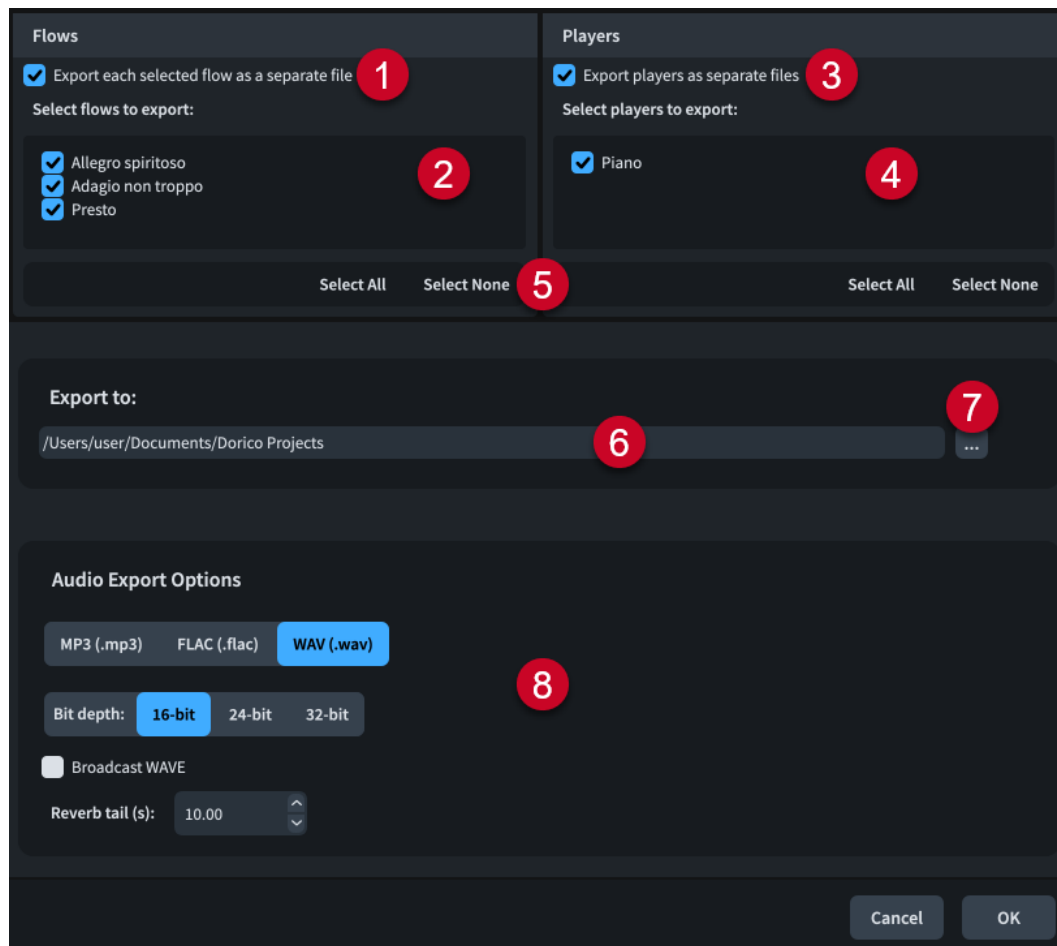 Flows
Export each selected flow as a separate file 1
Select flows to export:
Allegro spiritoso
Adagio non troppo
Presto
2
Select All Select None 5
Players
Export players as separate files 3
Select players to export:
Piano
4
Select All Select None
Export to:
/Users/user/Documents/Dorico Projects 6
7
...
Audio Export Options
MP3 (.mp3) FLAC (.flac) WAV (.wav)
8
Bit depth: 16-bit 24-bit 32-bit
Broadcast WAVE
Reverb tail (s): 10.00
Cancel OK